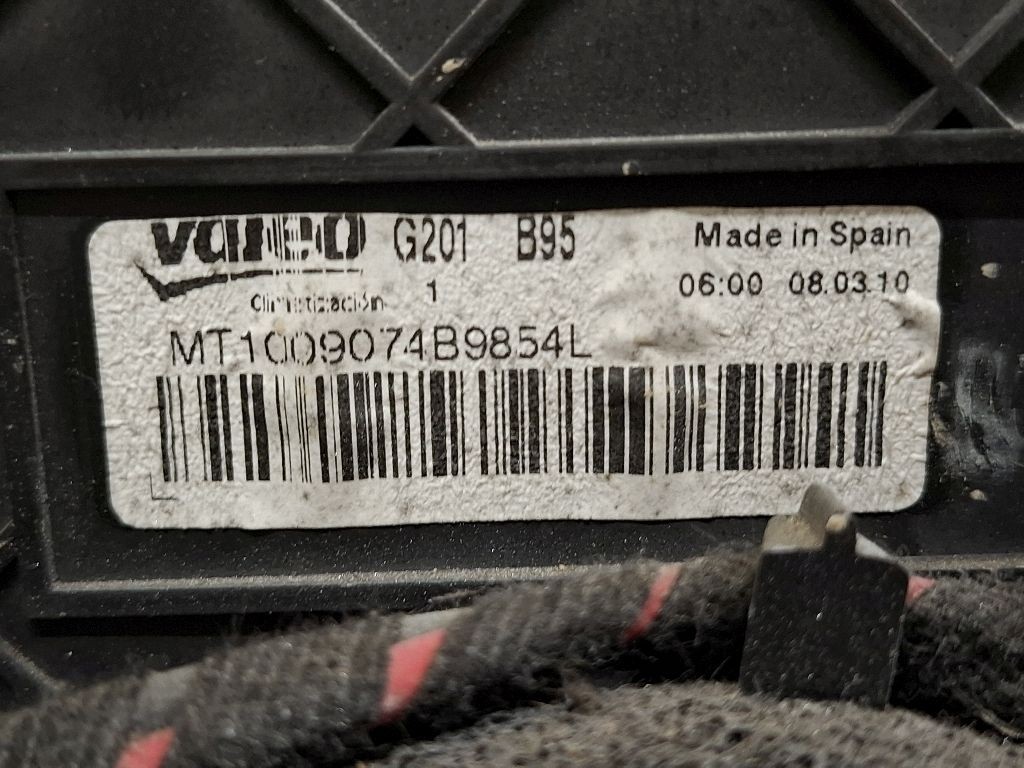 Valeo G201 B95 Made in Spain
Climatización 1 06:00 08.03.10
MT1009074B9854L